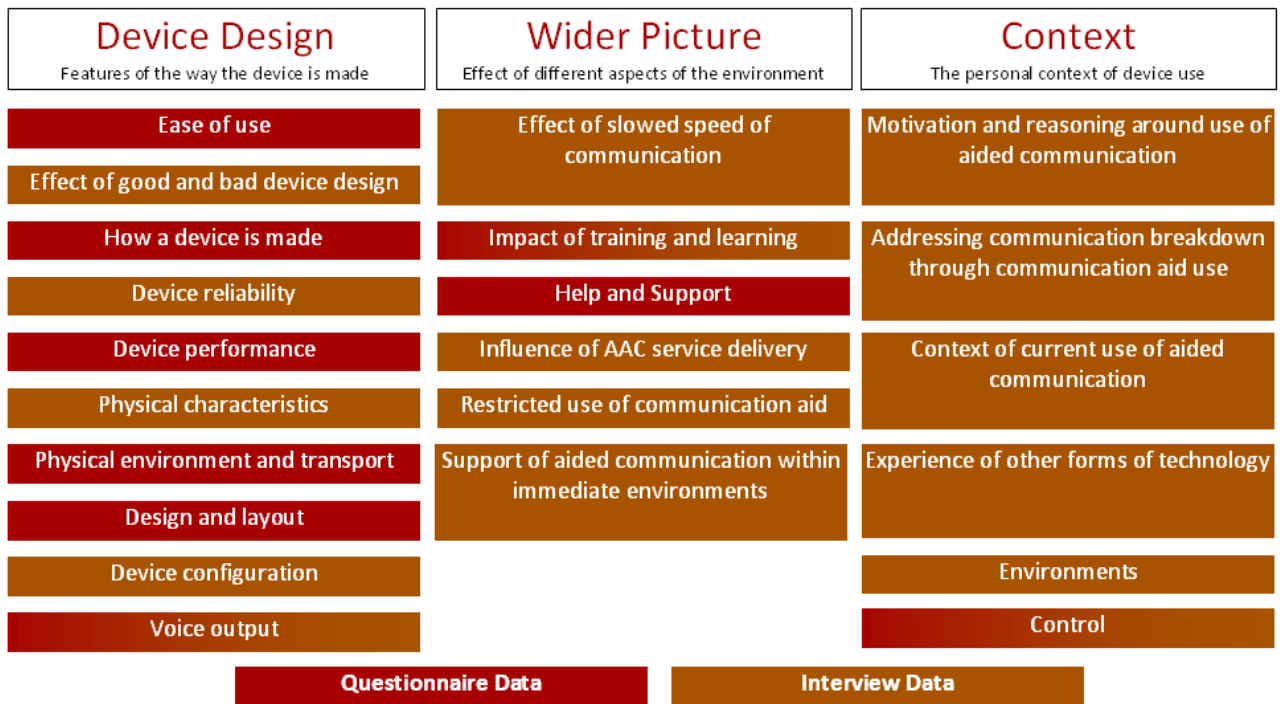 Device Design
Features of the way the device is made
Ease of use
Effect of good and bad device design
How a device is made
Device reliability
Device performance
Physical characteristics
Physical environment and transport
Design and layout
Device configuration
Voice output
Wider Picture
Effect of different aspects of the environment
Effect of slowed speed of
communication
Impact of training and learning
Help and Support
Influence of AAC service delivery
Restricted use of communication aid
Support of aided communication within
immediate environments
Context
The personal context of device use
Motivation and reasoning around use of
aided communication
Addressing communication breakdown
through communication aid use
Context of current use of aided
communication
Experience of other forms of technology
Environments
Control
Questionnaire Data
Interview Data